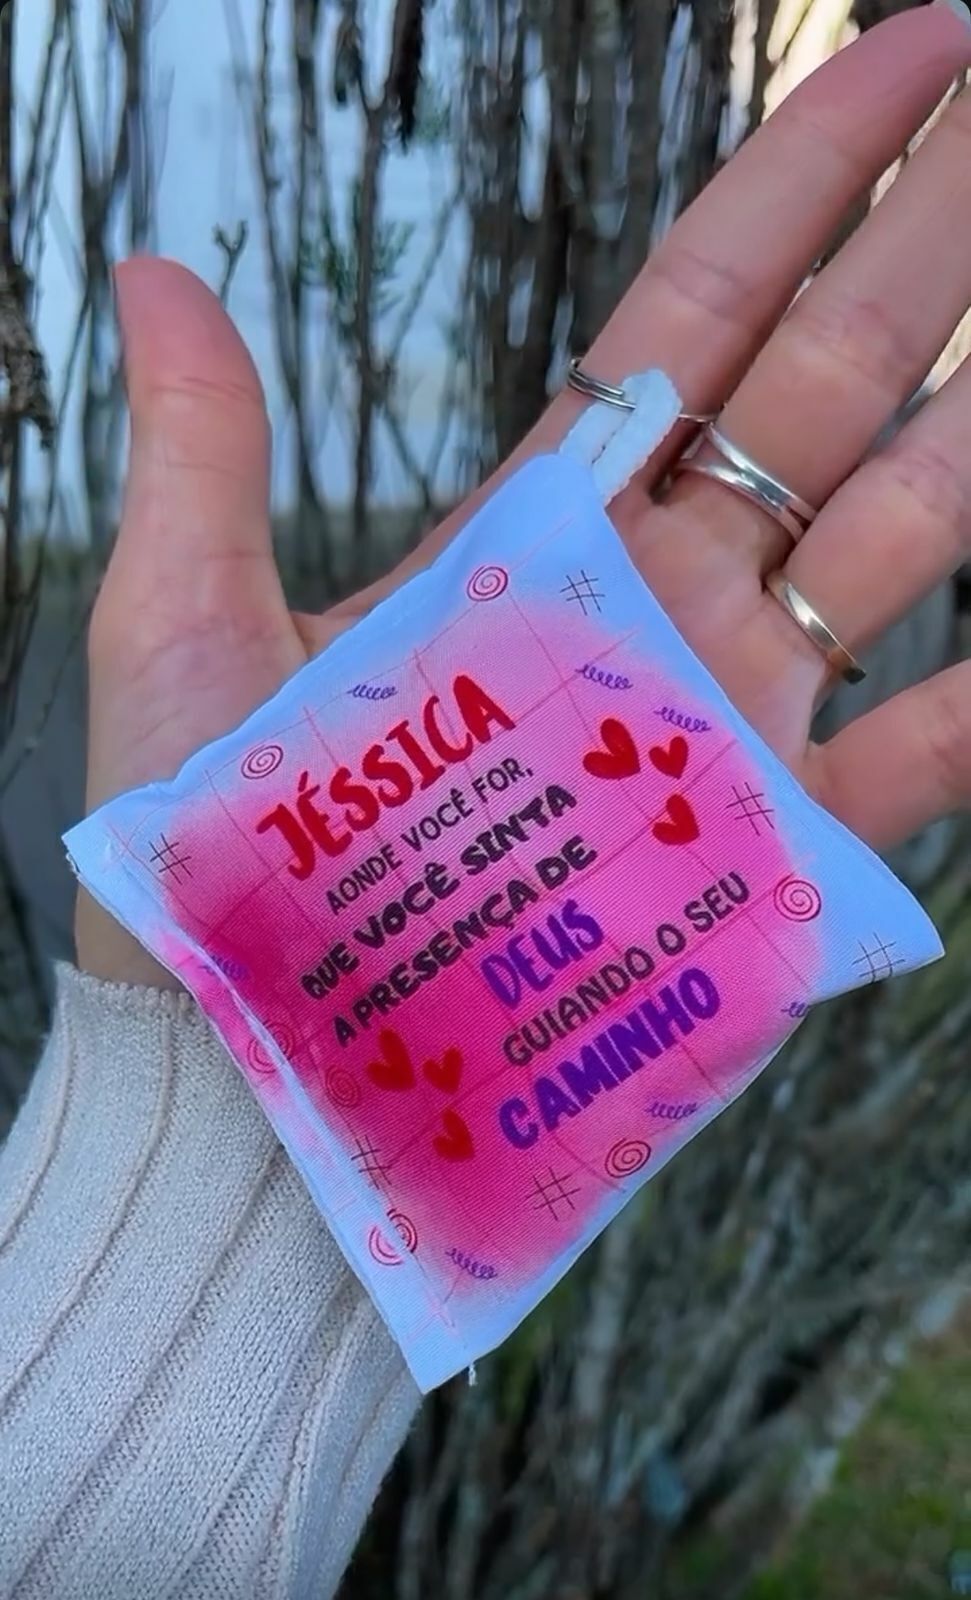 JÉSSICA
AONDE VOCÊ FOR,
QUE VOCÊ SINTA
A PRESENÇA DE
DEUS
GUIANDO O SEU
CAMINHO